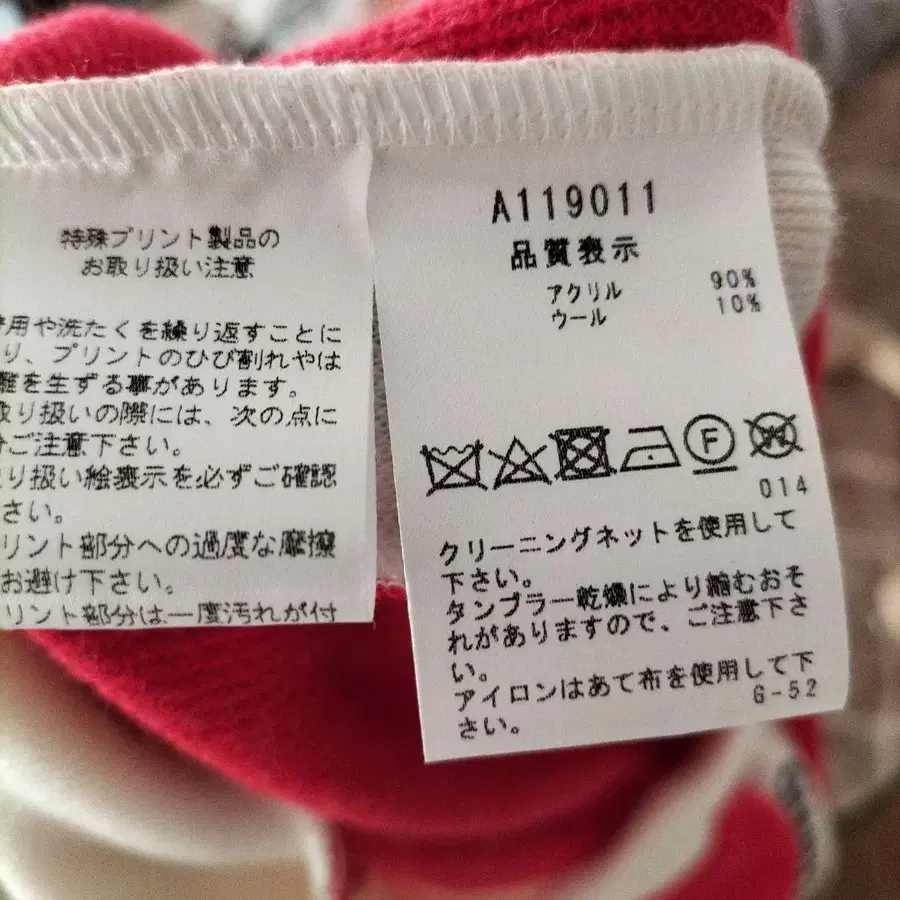 特殊プリント製品の
お取り扱い注意
用や洗たくを繰り返すことに
り、プリントのひび割れやは
離を生ずる事があります。
取り扱いの際には、次の点に
ご注意下さい。
り扱い絵表示を必ずご確認
さい。
リント部分への過度な摩擦
お避け下さい。
リント部分は一度汚れが付
A119011
品質表示
アクリル 90%
ウール 10%
F
014
クリーニングネットを使用して
下さい。
タンブラー乾燥により縮むおそ
れがありますので、ご注意下さ
い。
アイロンはあて布を使用して下
さい。
G-52